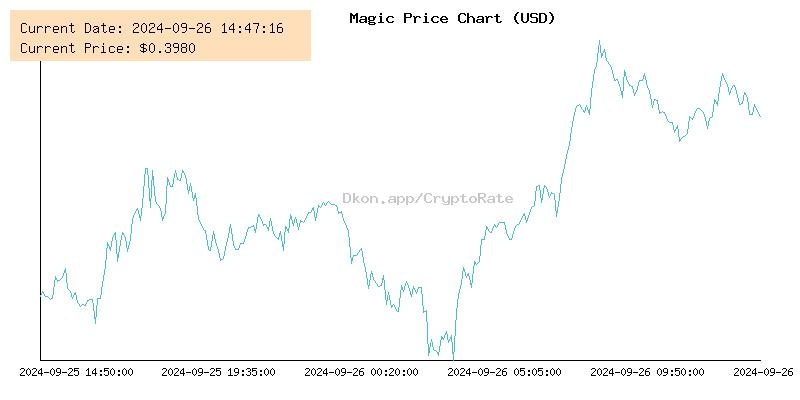 Magic Price Chart (USD)
Current Date: 2024-09-26 14:47:16
Current Price: $0.3980
Dkon.app/CryptoRate
2024-09-25 14:50:00
2024-09-25 19:35:00
2024-09-26 00:20:00
2024-09-26 05:05:00
2024-09-26 09:50:00
2024-09-26